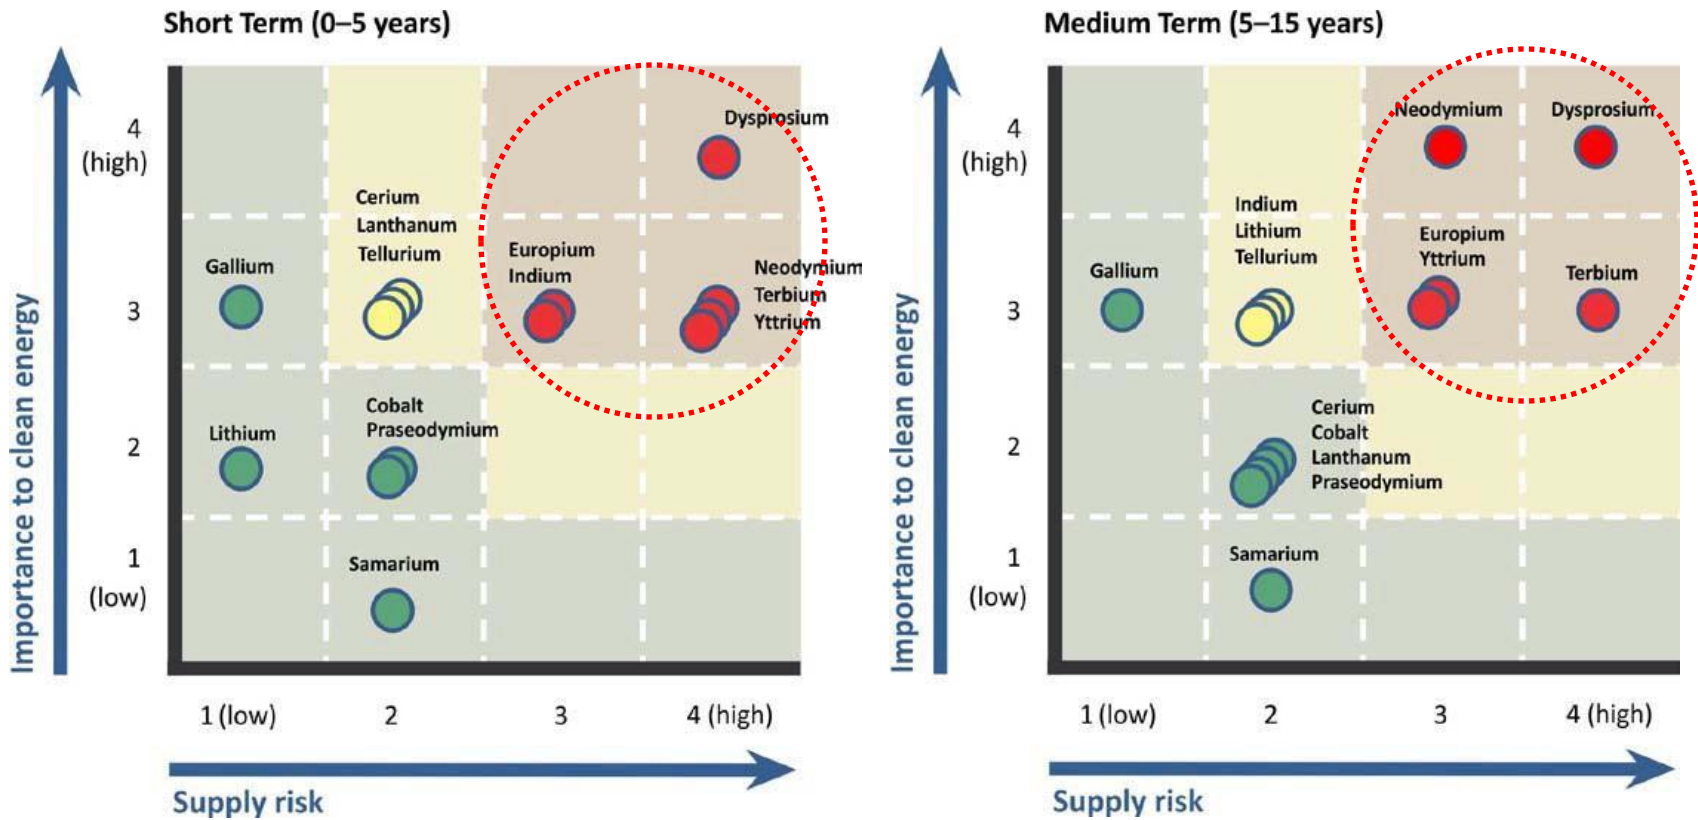 Short Term (0–5 years)
Importance to clean energy
4
(high)
3
2
1
(low)
Dysprosium
Cerium
Lanthanum
Tellurium
Gallium
Europium
Indium
Neodymium
Terbium
Yttrium
Lithium
Cobalt
Praseodymium
Samarium
1 (low)
2
3
4 (high)
Supply risk
Medium Term (5–15 years)
Importance to clean energy
4
(high)
3
2
1
(low)
Neodymium
Dysprosium
Indium
Lithium
Tellurium
Gallium
Europium
Yttrium
Terbium
Cerium
Cobalt
Lanthanum
Praseodymium
Samarium
1 (low)
2
3
4 (high)
Supply risk